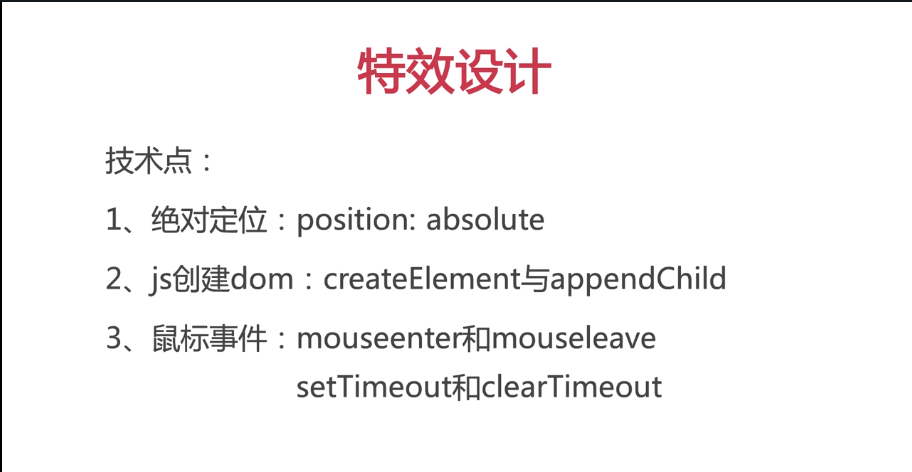 特效设计
技术点：
1、绝对定位：position: absolute
2、js创建dom：createElement与appendChild
3、鼠标事件：mouseenter和mouseleave
setTimeout和clearTimeout